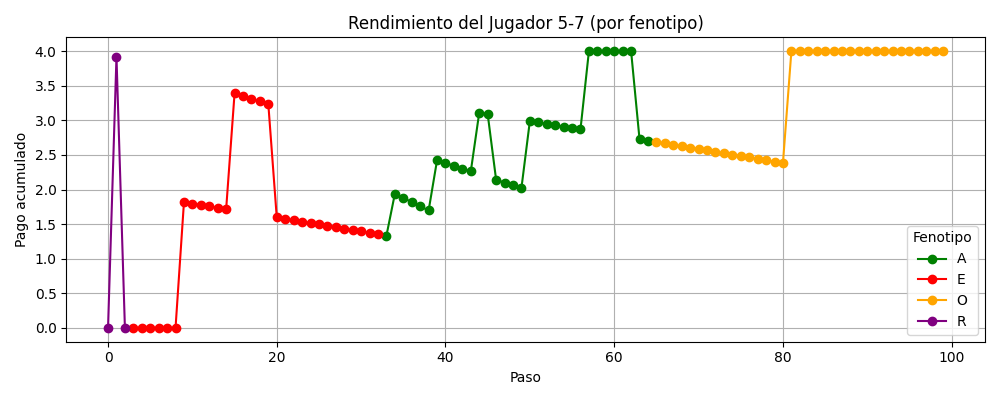 Rendimiento del Jugador 5-7 (por fenotipo)
Pago acumulado
4.0
3.5
3.0
2.5
2.0
1.5
1.0
0.5
0.0
0 20 40 60 80 100
Paso
Fenotipo
A
E
O
R